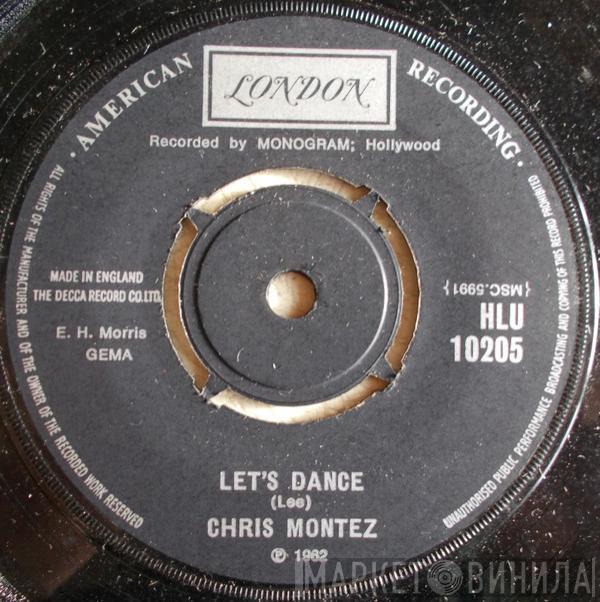 · AMERICAN RECORDING ·
LONDON
Recorded by MONOGRAM; Hollywood
MADE IN ENGLAND
THE DECCA RECORD CO. LTD.
E. H. Morris
GEMA
{ MSC.5991 }
HLU
10205
LET'S DANCE
(Lee)
CHRIS MONTEZ
℗ 1962
ALL RIGHTS OF THE MANUFACTURER AND OF THE OWNER OF THE RECORDED WORK RESERVED
UNAUTHORISED PUBLIC PERFORMANCE BROADCASTING AND COPYING OF THIS RECORD PROHIBITED
МАРКЕТ ВИНИЛА